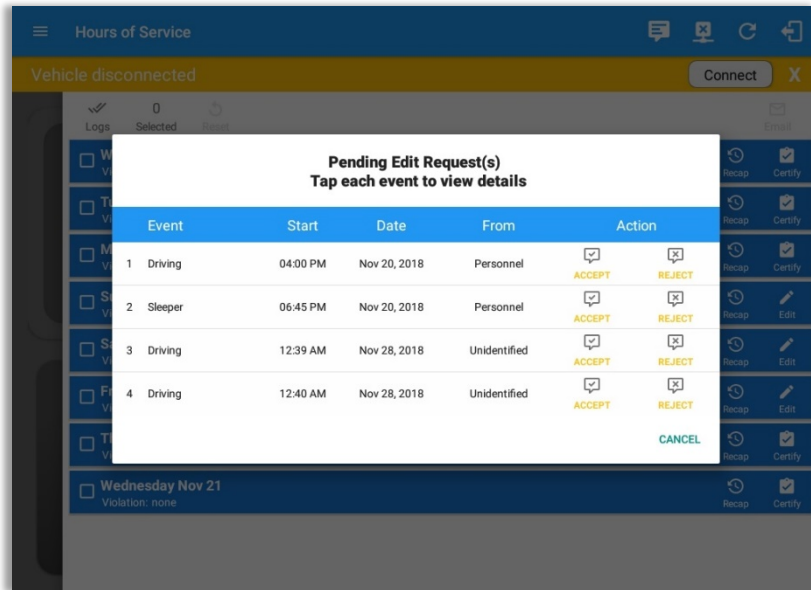 Hours of Service
Vehicle disconnected
Connect
X
Logs
0
Selected
Reset
Email
Pending Edit Request(s)
Tap each event to view details
Event Start Date From Action
1 Driving 04:00 PM Nov 20, 2018 Personnel ACCEPT REJECT
2 Sleeper 06:45 PM Nov 20, 2018 Personnel ACCEPT REJECT
3 Driving 12:39 AM Nov 28, 2018 Unidentified ACCEPT REJECT
4 Driving 12:40 AM Nov 28, 2018 Unidentified ACCEPT REJECT
CANCEL
Recap Certify
Recap Certify
Recap Certify
Recap Edit
Recap Edit
Recap Edit
Recap Certify
Wednesday Nov 21
Violation: none
Recap Certify